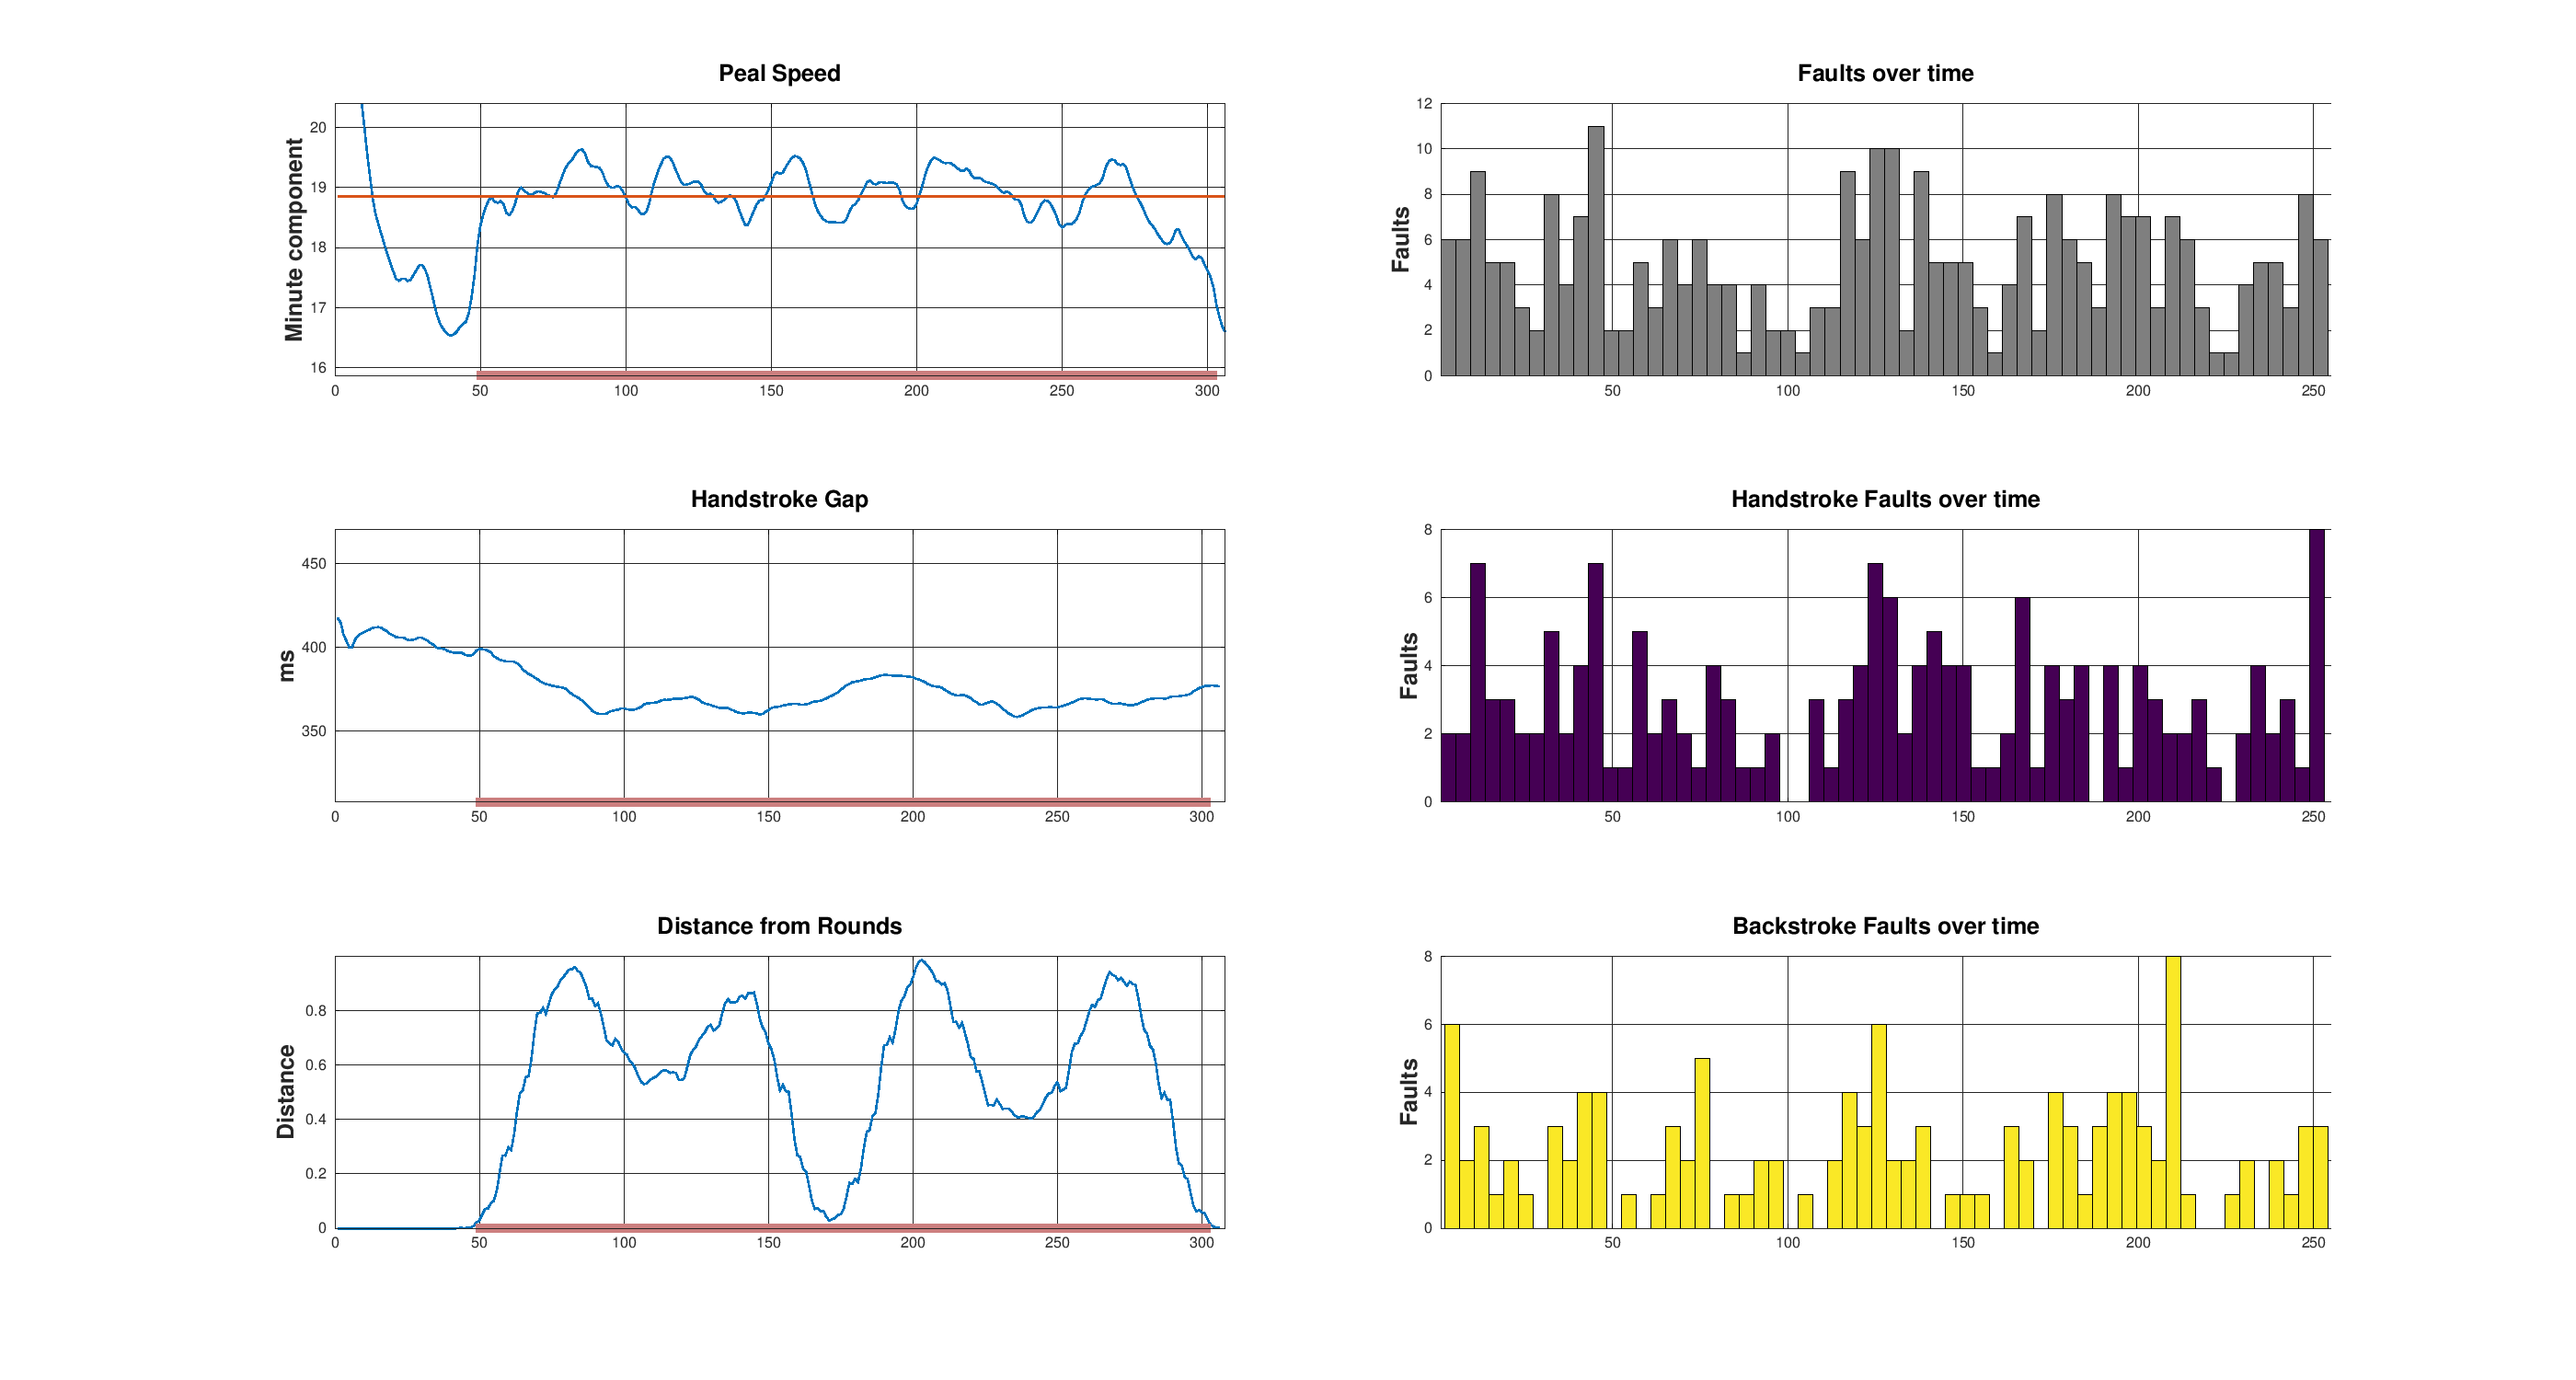 Peal Speed
Minute component
20
19
18
17
16
0 50 100 150 200 250 300
Faults over time
Faults
12
10
8
6
4
2
0
50 100 150 200 250
Handstroke Gap
ms
450
400
350
0 50 100 150 200 250 300
Handstroke Faults over time
Faults
8
6
4
2
0
50 100 150 200 250
Distance from Rounds
Distance
0.8
0.6
0.4
0.2
0
0 50 100 150 200 250 300
Backstroke Faults over time
Faults
8
6
4
2
0
50 100 150 200 250